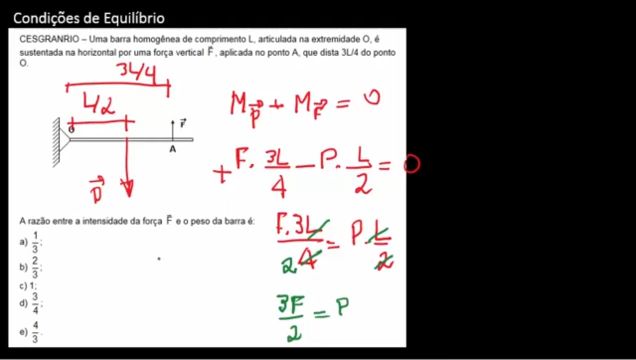 Condições de Equilíbrio
CESGRANRIO – Uma barra homogênea de comprimento L, articulada na extremidade O, é
sustentada na horizontal por uma força vertical F⃗, aplicada no ponto A, que dista 3L/4 do ponto
O.
3L/4
L/2
O
F⃗
A
P⃗
M P⃗ + M F⃗ = 0
+ F. 3L/4 − P. L/2 = 0
F. 3L/4 = P. L/2
2
3F/2 = P
A razão entre a intensidade da força F⃗ e o peso da barra é:
a) 1/3;
b) 2/3;
c) 1;
d) 3/4;
e) 4/3.